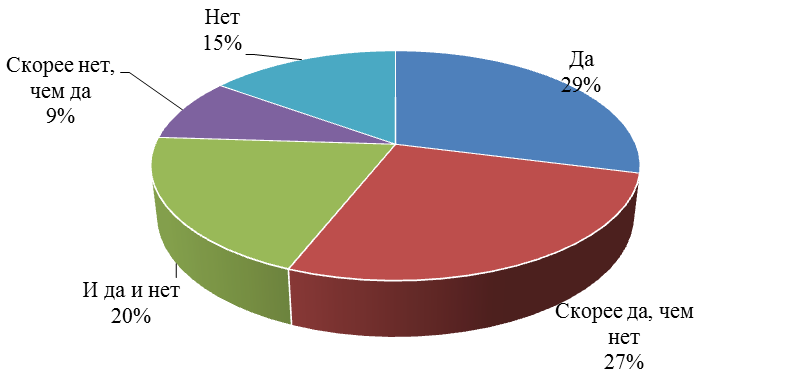 Нет
15%
Да
29%
Скорее нет,
чем да
9%
И да и нет
20%
Скорее да, чем
нет
27%